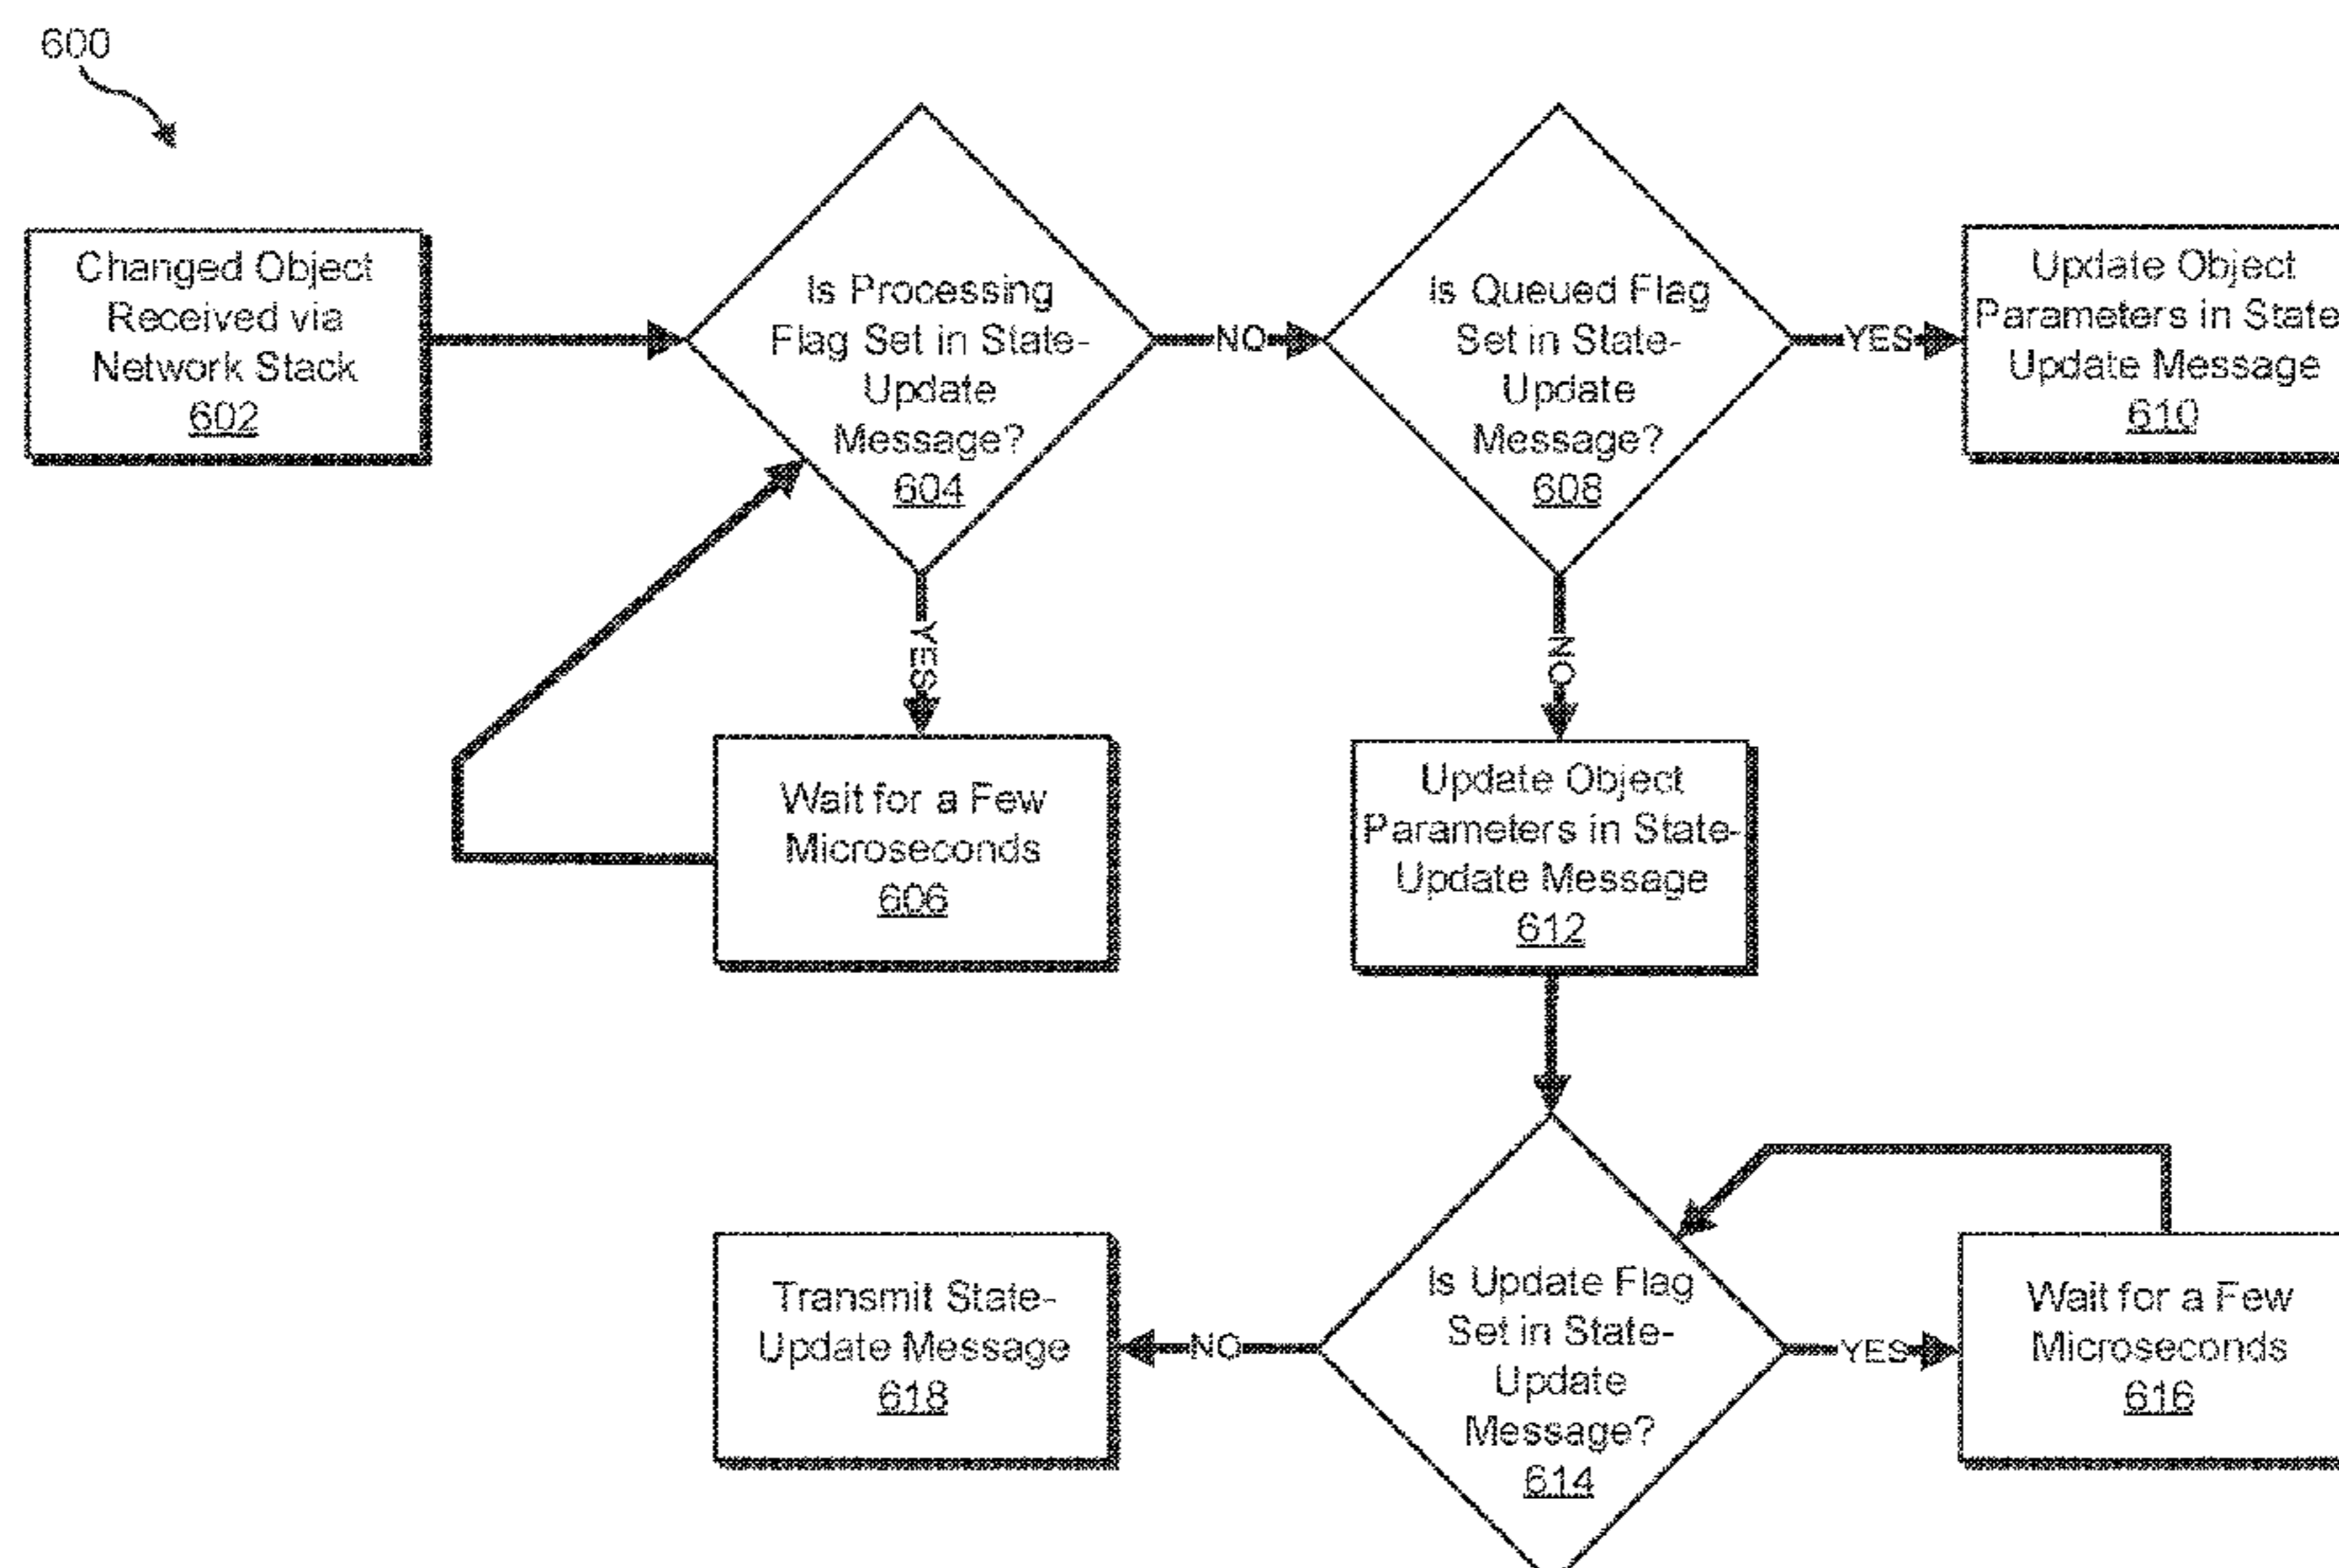 600
Changed Object
Received via
Network Stack
602
Is Processing
Flag Set in State-
Update
Message?
604
NO
Is Queued Flag
Set in State-
Update
Message?
608
YES
Update Object
Parameters in State
Update Message
610
YES
NO
Wait for a Few
Microseconds
606
Update Object
Parameters in State-
Update Message
612
Transmit State-
Update Message
618
NO
Is Update Flag
Set in State-
Update
Message?
614
YES
Wait for a Few
Microseconds
616